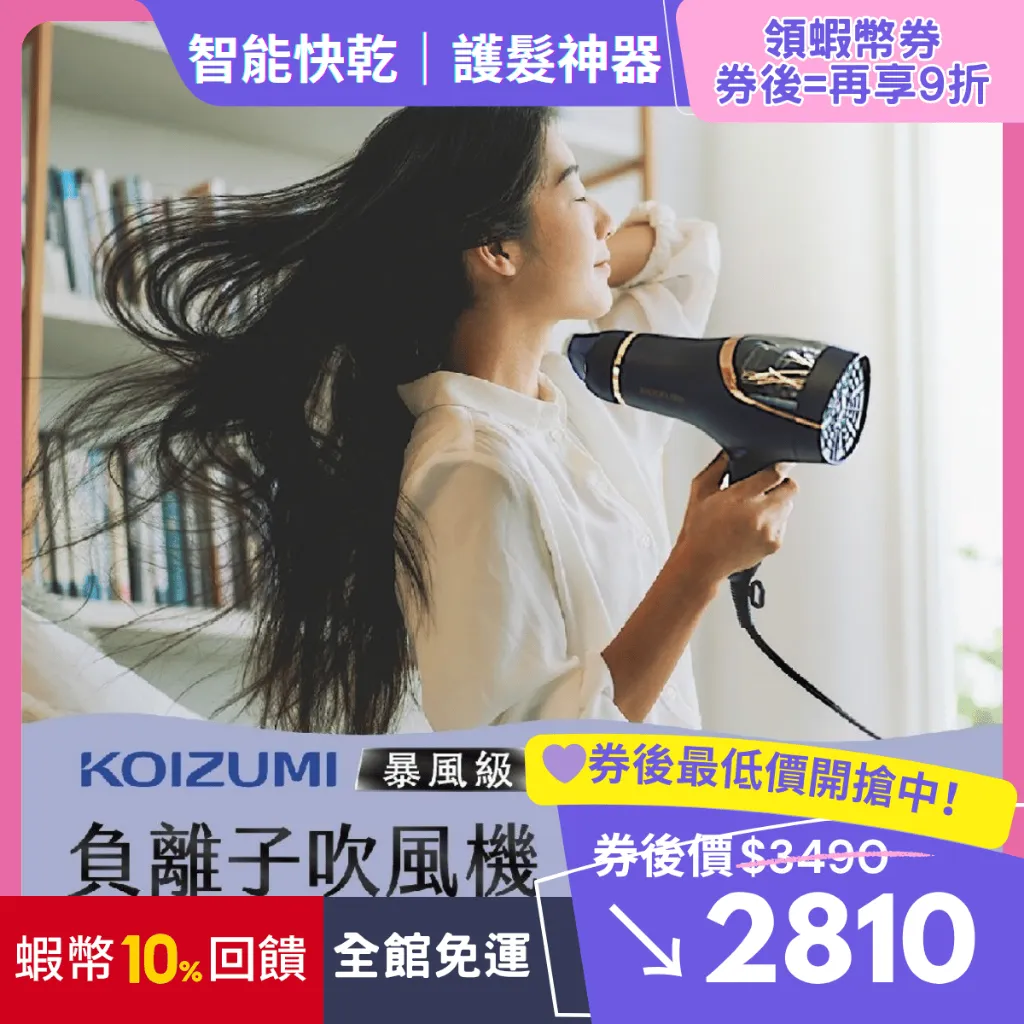 智能快乾｜護髮神器
領蝦幣券
券後=再享9折
KOIZUMI 暴風級
負離子吹風機
💜券後最低價開搶中!
券後價$3490
↘2810
蝦幣10%回饋
全館免運